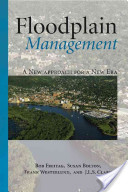 Floodplain
Management
A NEW APPROACH FOR A NEW ERA
BOB FREITAG, SUSAN BOLTON,
FRANK WESTERLUND, AND J.L.S. CLARK